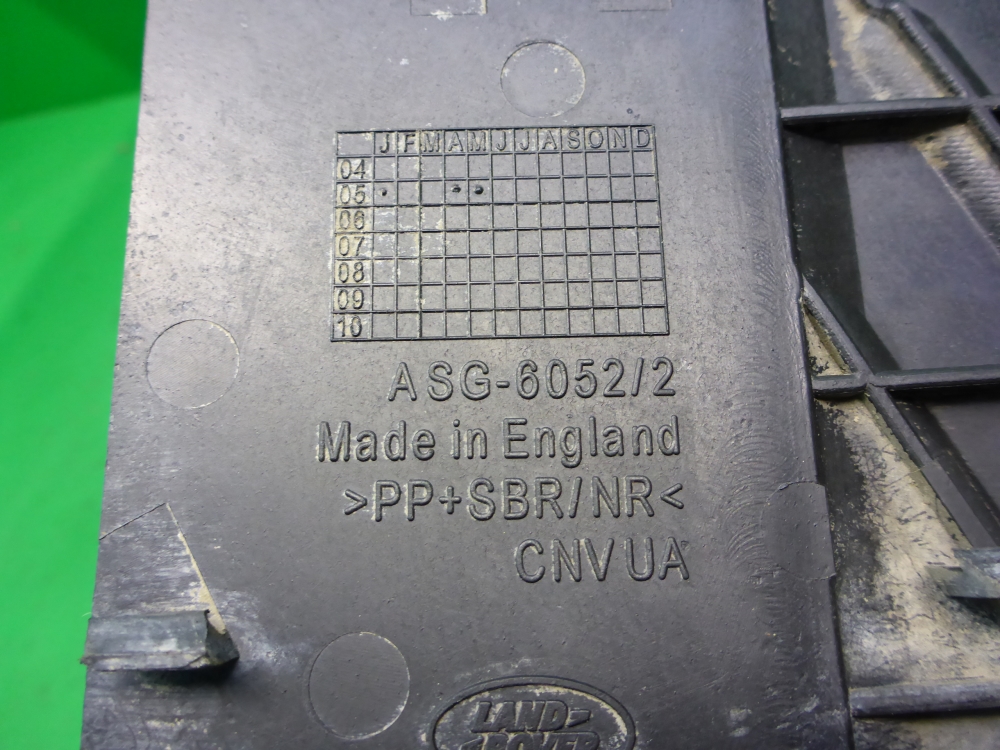 J F M A M J J A S O N D
04
05
06
07
08
09
10
ASG-6052/2
Made in England
>PP+SBR/NR<
CNVUA
LAND-
ROVER